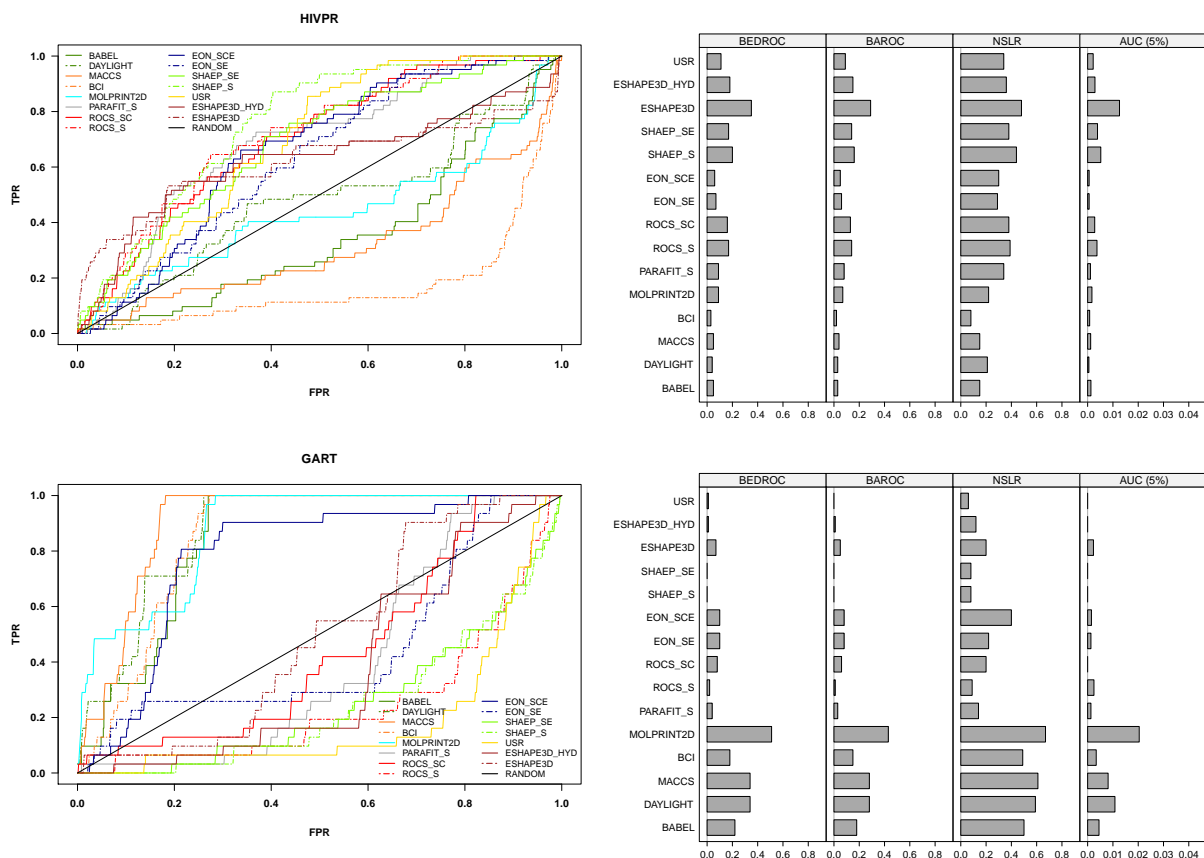 HIVPR
BABEL
DAYLIGHT
MACCS
BCI
MOLPRINT2D
PARAFIT_S
ROCS_SC
ROCS_S
EON_SCE
EON_SE
SHAEP_SE
SHAEP_S
USR
ESHAPE3D_HYD
ESHAPE3D
RANDOM
TPR
1.0
0.8
0.6
0.4
0.2
0.0
0.0 0.2 0.4 0.6 0.8 1.0
FPR
BEDROC BAROC NSLR AUC (5%)
USR
ESHAPE3D_HYD
ESHAPE3D
SHAEP_SE
SHAEP_S
EON_SCE
EON_SE
ROCS_SC
ROCS_S
PARAFIT_S
MOLPRINT2D
BCI
MACCS
DAYLIGHT
BABEL
0.0 0.2 0.4 0.6 0.8 0.0 0.2 0.4 0.6 0.8 0.0 0.2 0.4 0.6 0.8 0.00 0.01 0.02 0.03 0.04
GART
TPR
1.0
0.8
0.6
0.4
0.2
0.0
BABEL
DAYLIGHT
MACCS
BCI
MOLPRINT2D
PARAFIT_S
ROCS_SC
ROCS_S
EON_SCE
EON_SE
SHAEP_SE
SHAEP_S
USR
ESHAPE3D_HYD
ESHAPE3D
RANDOM
0.0 0.2 0.4 0.6 0.8 1.0
FPR
BEDROC BAROC NSLR AUC (5%)
USR
ESHAPE3D_HYD
ESHAPE3D
SHAEP_SE
SHAEP_S
EON_SCE
EON_SE
ROCS_SC
ROCS_S
PARAFIT_S
MOLPRINT2D
BCI
MACCS
DAYLIGHT
BABEL
0.0 0.2 0.4 0.6 0.8 0.0 0.2 0.4 0.6 0.8 0.0 0.2 0.4 0.6 0.8 0.00 0.01 0.02 0.03 0.04